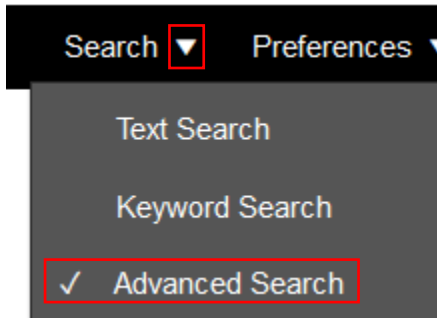 Search ▼ Preferences
Text Search
Keyword Search
✓ Advanced Search